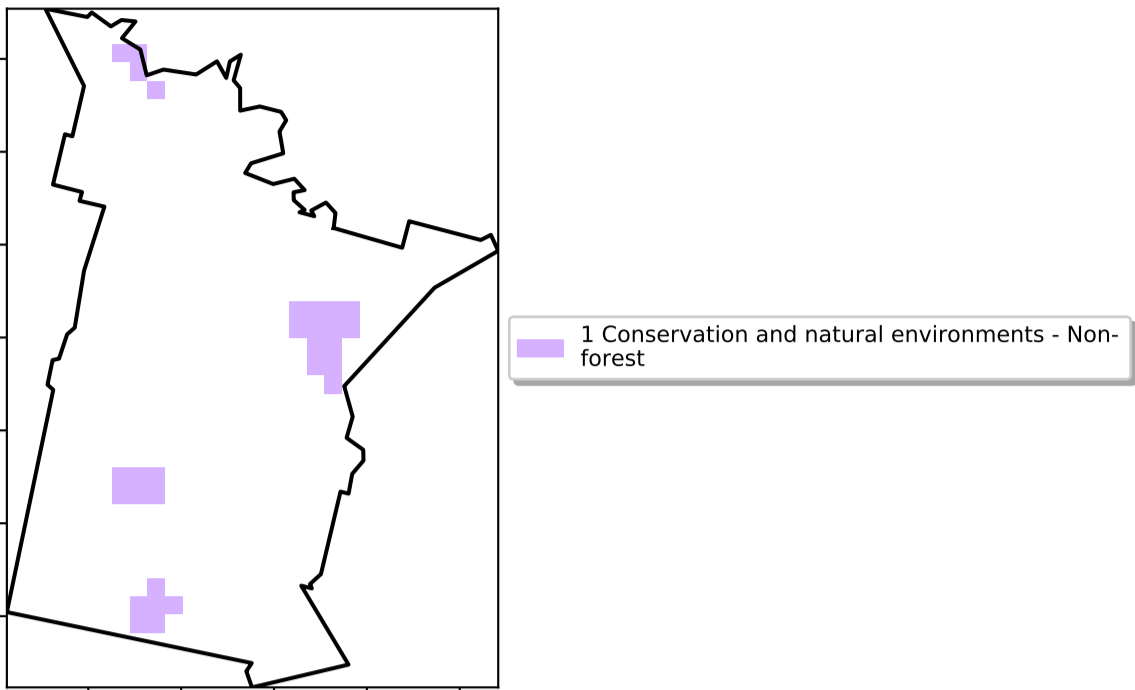 1 Conservation and natural environments - Non-
forest